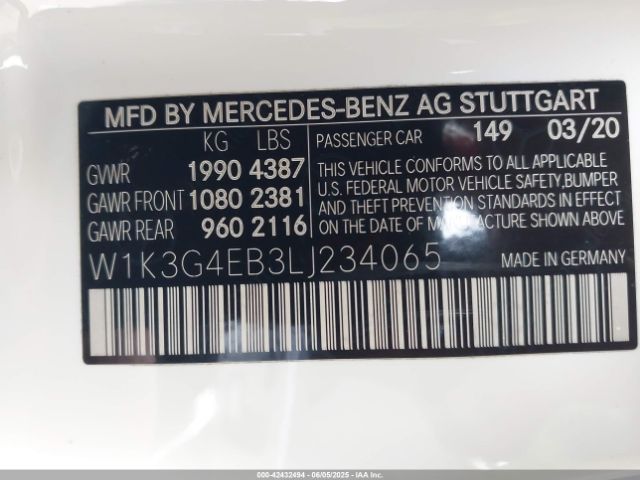 MFD BY MERCEDES-BENZ AG STUTTGART
KG LBS
GVWR 1990 4387
GAWR FRONT 1080 2381
GAWR REAR 960 2116
PASSENGER CAR 149 03/20
THIS VEHICLE CONFORMS TO ALL APPLICABLE
U.S. FEDERAL MOTOR VEHICLE SAFETY,BUMPER
AND THEFT PREVENTION STANDARDS IN EFFECT
ON THE DATE OF MANUFACTURE SHOWN ABOVE
W1K3G4EB3LJ234065 MADE IN GERMANY
000-42432494 - 06/05/2025 - IAA Inc.